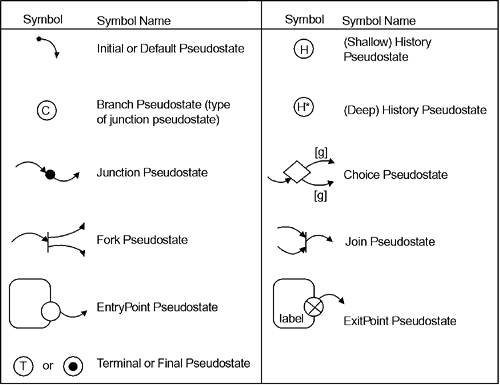 Symbol Symbol Name
Initial or Default Pseudostate
C
Branch Pseudostate (type
of junction pseudostate)
Junction Pseudostate
Fork Pseudostate
EntryPoint Pseudostate
T or Terminal or Final Pseudostate
Symbol Symbol Name
H
(Shallow) History
Pseudostate
H* (Deep) History Pseudostate
[g]
Choice Pseudostate
[g]
Join Pseudostate
label
ExitPoint Pseudostate